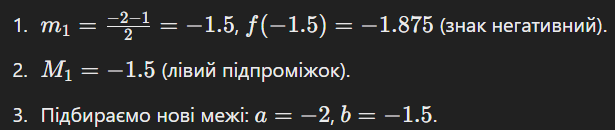 1. m₁ = (−2−1)/2 = −1.5, f(−1.5) = −1.875 (знак негативний).
2. M₁ = −1.5 (лівий підпроміжок).
3. Підбираємо нові межі: a = −2, b = −1.5.